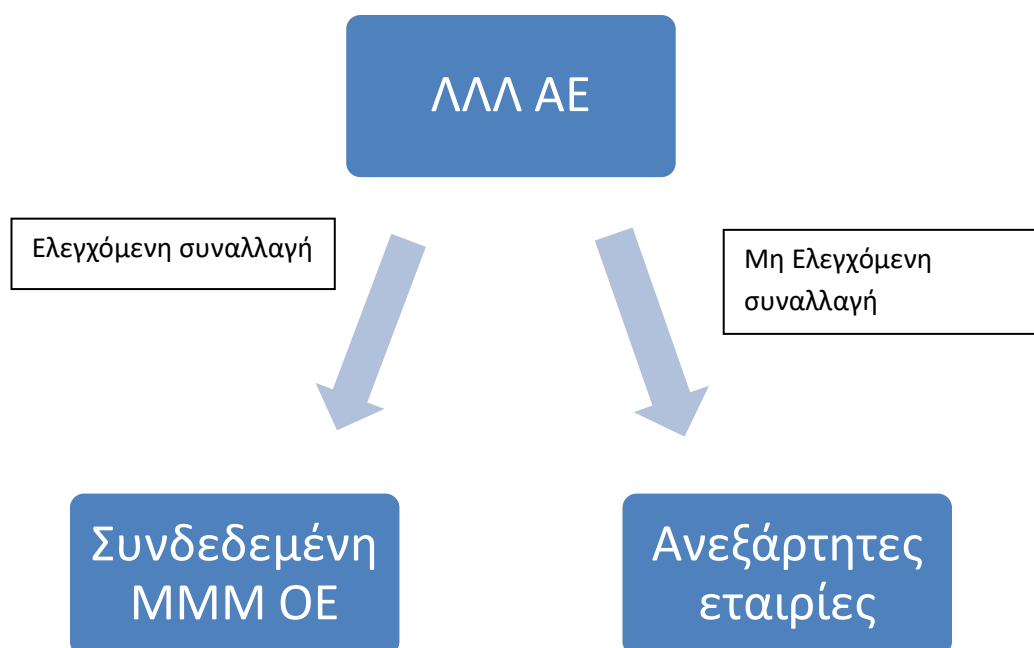 ΛΛΛ ΑΕ
Ελεγχόμενη συναλλαγή
Μη Ελεγχόμενη
συναλλαγή
Συνδεδεμένη
ΜΜΜ ΟΕ
Ανεξάρτητες
εταιρίες